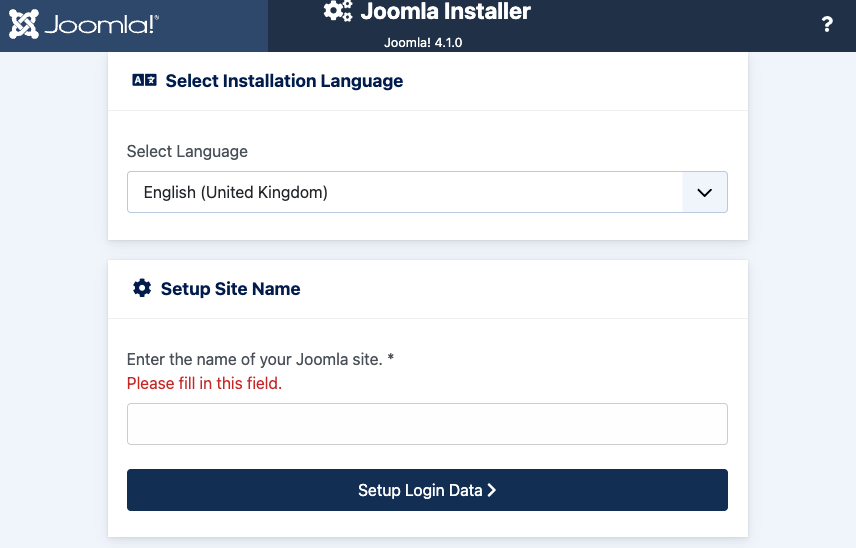 Joomla!®
Joomla Installer
Joomla! 4.1.0
?
Select Installation Language
Select Language
English (United Kingdom)
Setup Site Name
Enter the name of your Joomla site. *
Please fill in this field.
Setup Login Data